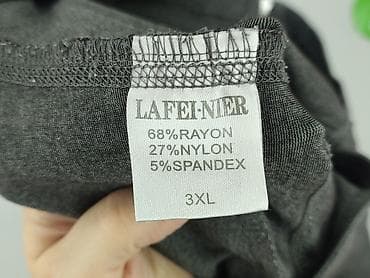 LAFEI-NIER
68%RAYON
27%NYLON
5%SPANDEX
3XL